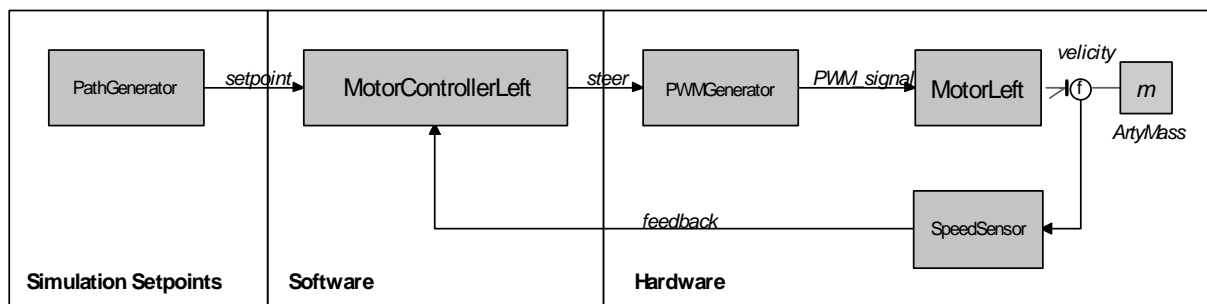 velicity
PathGenerator
setpoint
MotorControllerLeft
steer
PWMGenerator
PWM_signal
MotorLeft
f
m
ArtyMass
feedback
SpeedSensor
Simulation Setpoints
Software
Hardware